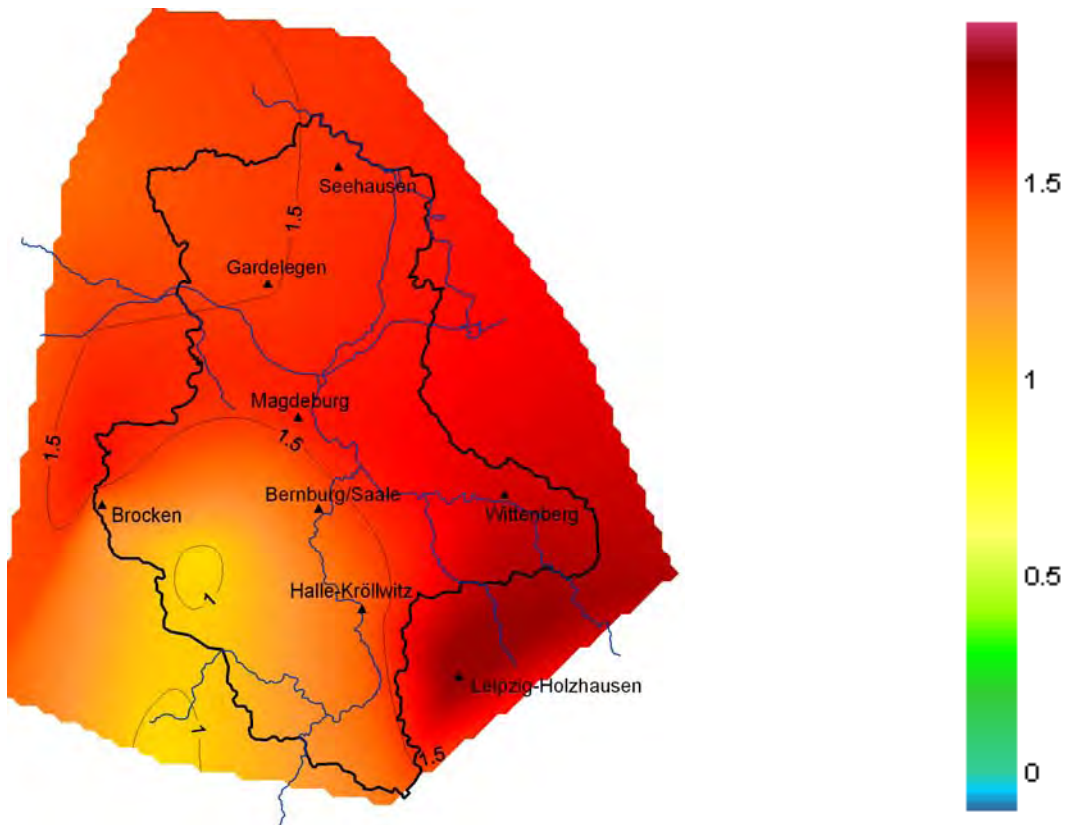 Seehausen
1.5
1.5
Gardelegen
Magdeburg
1.5
1.5
1
Bernburg/Saale
Brocken
Wittenberg
0.5
Halle-Kröllwitz
1
Leipzig-Holzhausen
1
1.5
0